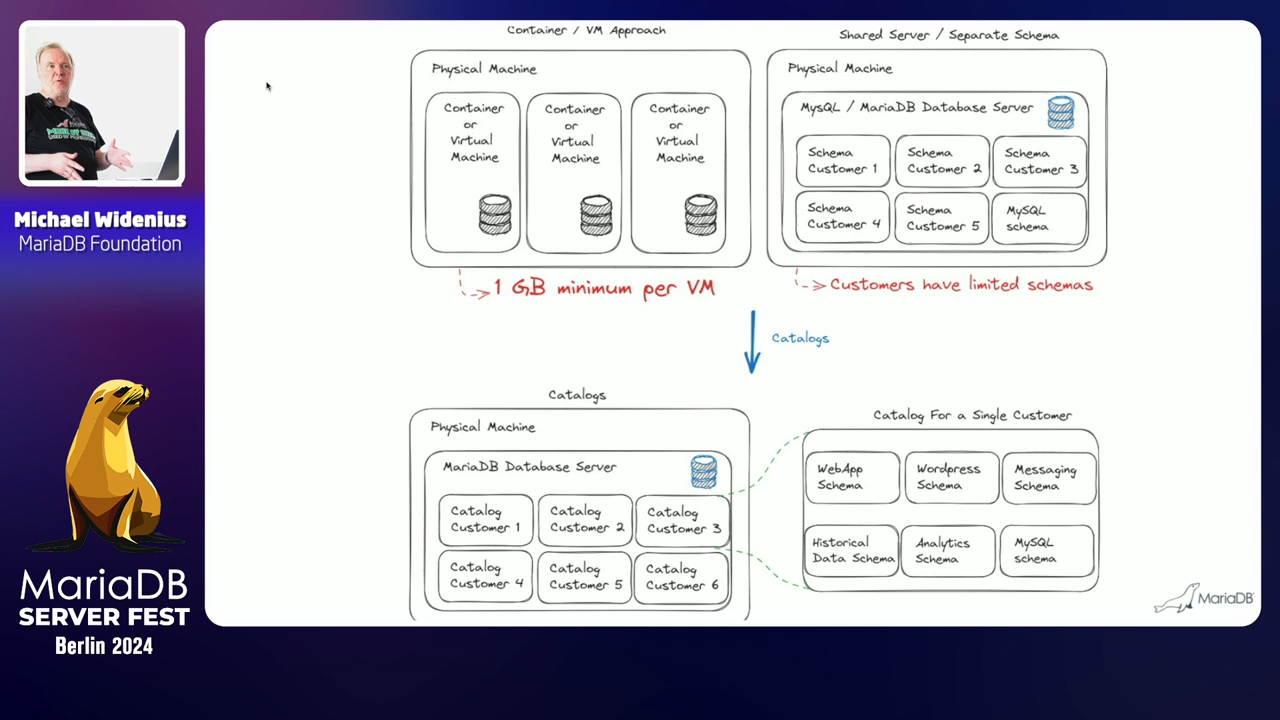 Container / VM Approach
Physical Machine
Container
or
Virtual
Machine
Container
or
Virtual
Machine
Container
or
Virtual
Machine
1 GB minimum per VM
Shared Server / Separate Schema
Physical Machine
MySQL / MariaDB Database Server
Schema
Customer 1
Schema
Customer 2
Schema
Customer 3
Schema
Customer 4
Schema
Customer 5
MySQL
schema
Customers have limited schemas
Catalogs
Catalogs
Physical Machine
MariaDB Database Server
Catalog
Customer 1
Catalog
Customer 2
Catalog
Customer 3
Catalog
Customer 4
Catalog
Customer 5
Catalog
Customer 6
Catalog For a Single Customer
WebApp
Schema
Wordpress
Schema
Messaging
Schema
Historical
Data Schema
Analytics
Schema
MySQL
schema
MariaDB
Michael Widenius
MariaDB Foundation
MariaDB
SERVER FEST
Berlin 2024